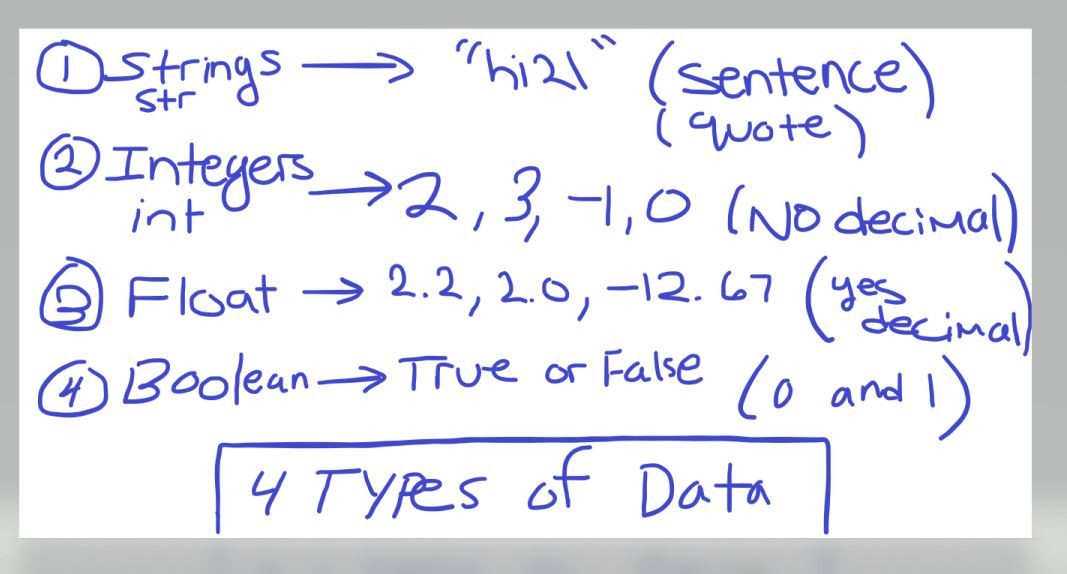 ① Strings → "hi21" (sentence)
str (quote)
② Integers → 2, 3, -1, 0 (No decimal)
int
③ Float → 2.2, 2.0, -12.67 (yes
decimal)
④ Boolean → True or False (0 and 1)
4 Types of Data